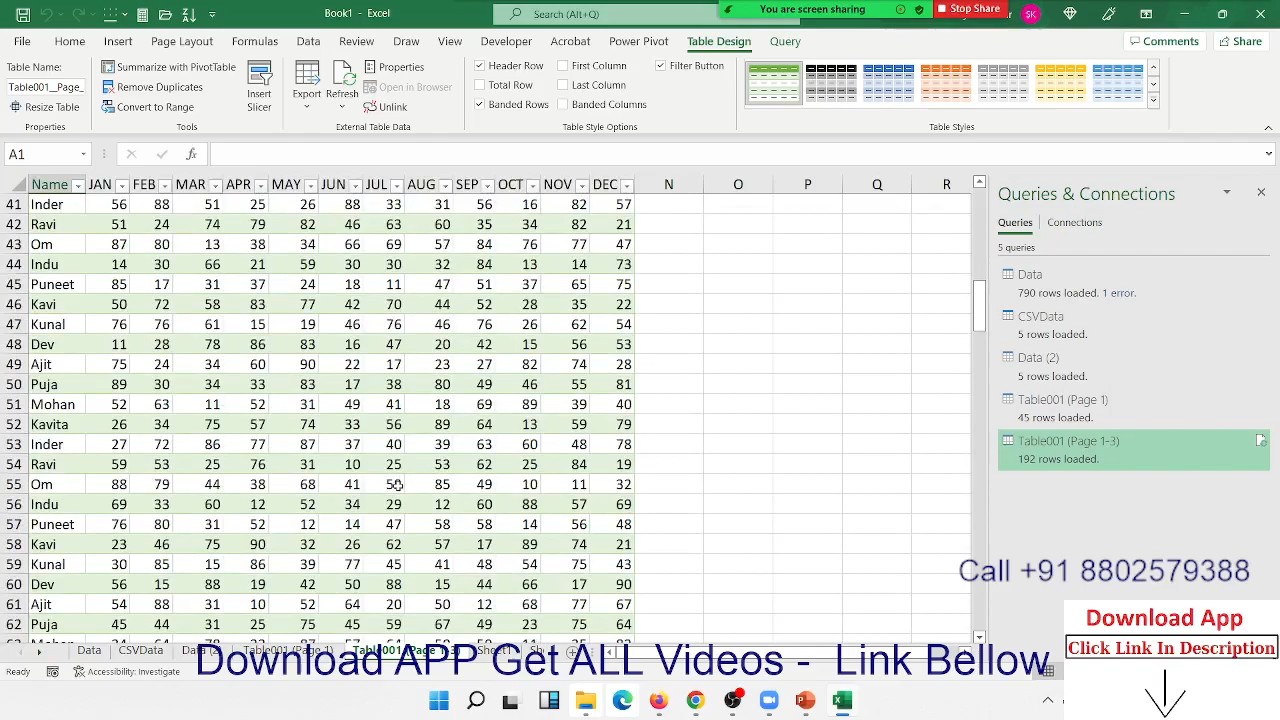 Book1 - Excel
Search (Alt+Q)
You are screen sharing
Stop Share
SK
File Home Insert Page Layout Formulas Data Review View Automate Developer Acrobat Power Pivot Table Design Query
Comments
Share
Table Name:
Table001__Page
Resize Table
Properties
Summarize with PivotTable
Convert to Range
Tools
Insert Slicer
Export Refresh
Properties
Open in Browser
Unlink
External Table Data
Header Row First Column Filter Button
Total Row Last Column
Banded Rows Banded Columns
Table Style Options
Table Styles
A1
fx
Name JAN FEB MAR APR MAY JUN JUL AUG SEP OCT NOV DEC N O P Q R
41 Inder 56 88 51 25 26 88 33 31 56 16 82 57
42 Ravi 51 24 74 79 82 46 63 60 35 34 82 21
43 Om 87 80 13 38 34 66 69 57 84 76 77 47
44 Indu 14 30 66 21 59 30 30 32 84 13 14 73
45 Puneet 85 17 31 37 24 18 11 47 51 37 65 75
46 Kavi 50 72 58 83 77 42 70 44 52 28 35 22
47 Kunal 76 76 61 15 19 46 76 46 76 26 62 54
48 Dev 11 28 78 86 83 16 47 20 42 15 56 53
49 Ajit 75 24 34 60 90 32 17 23 27 82 74 28
50 Puja 89 30 34 33 83 17 38 80 49 46 55 81
51 Mohan 52 63 11 52 31 49 41 18 69 89 39 40
52 Kavita 26 34 75 57 74 33 56 89 64 13 59 79
53 Inder 27 72 86 77 87 37 40 39 63 60 48 78
54 Ravi 59 53 25 76 31 10 25 53 62 25 84 19
55 Om 88 79 44 38 68 41 85 49 10 11 32
56 Indu 69 33 60 12 52 34 29 12 60 88 57 69
57 Puneet 76 80 31 52 12 14 47 58 58 14 56 48
58 Kavi 23 46 75 90 32 26 62 57 17 89 74 21
59 Kunal 30 85 15 86 39 77 45 41 48 54 75 43
60 Dev 56 15 88 19 42 50 88 15 44 66 17 90
61 Ajit 54 88 31 10 52 64 20 50 12 68 77 67
62 Puja 45 44 31 23 57 45 59 67 49 23 75 64
Queries & Connections
Queries Connections
5 queries
Data
790 rows loaded. 1 error.
CSVData
5 rows loaded.
Data (2)
5 rows loaded.
Table001 (Page 1)
45 rows loaded.
Table001 (Page 1-3)
192 rows loaded.
Call +91 8802579388
Download App
Click Link In Description
Data CSVData Data (2) Table001 (Page 1) Table001 (Page 1-3) Sheet1
Download APP Get ALL Videos - Link Bellow
Ready
Accessibility: Investigate